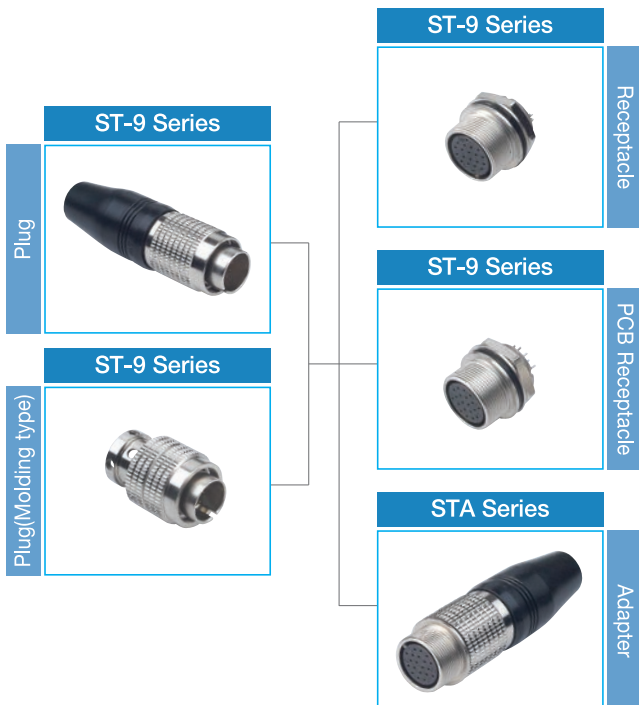 ST-9 Series
Plug
ST-9 Series
Plug(Molding type)
ST-9 Series
Receptacle
ST-9 Series
PCB Receptacle
STA Series
Adapter